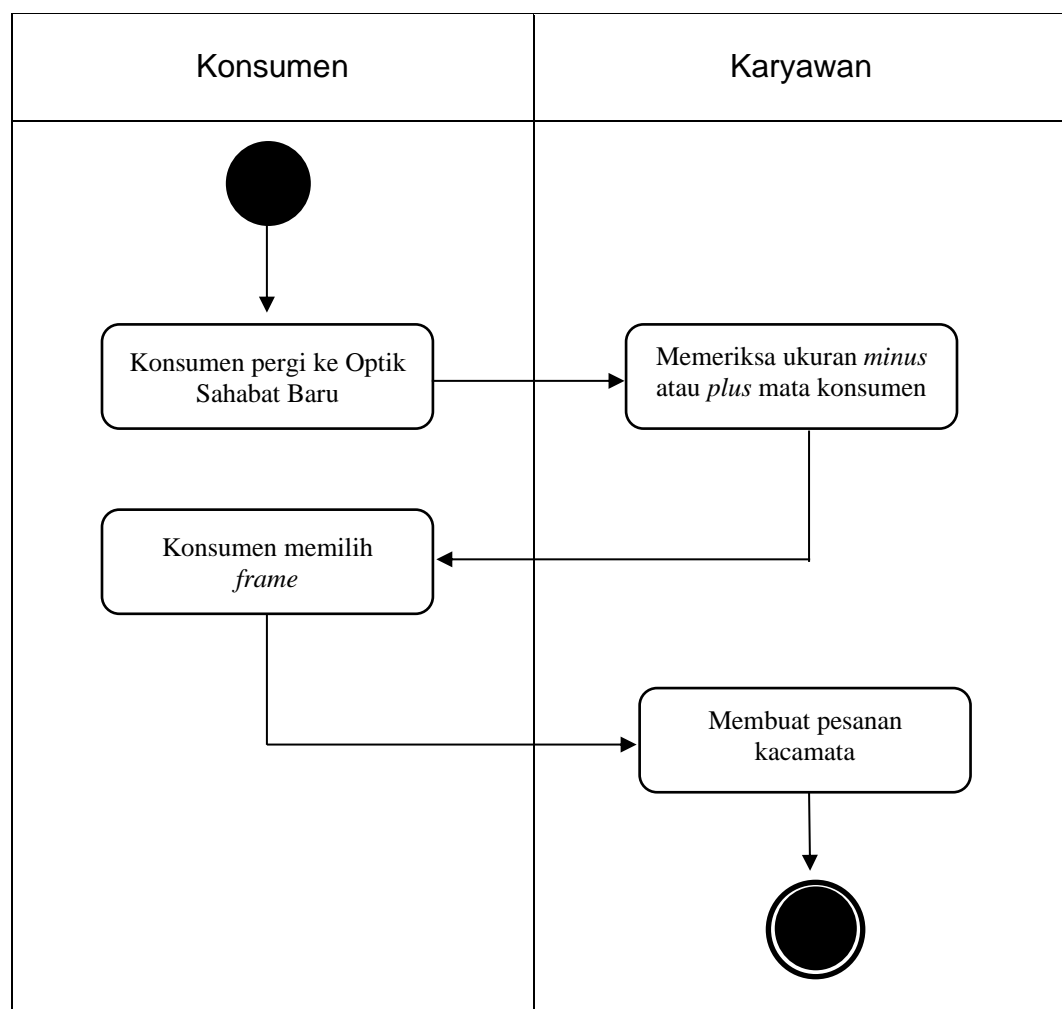 Konsumen
Karyawan
Konsumen pergi ke Optik
Sahabat Baru
Memeriksa ukuran minus
atau plus mata konsumen
Konsumen memilih
frame
Membuat pesanan
kacamata